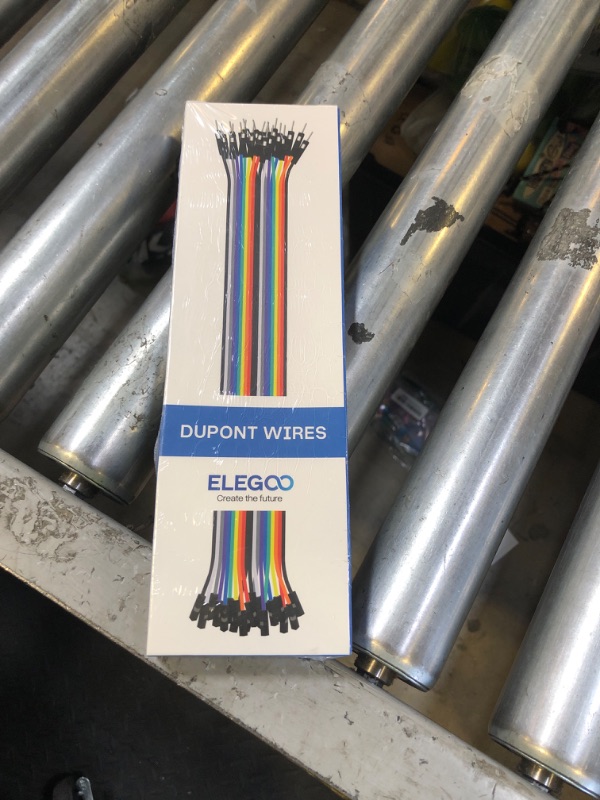 DUPONT WIRES
ELEGOO
Create the future